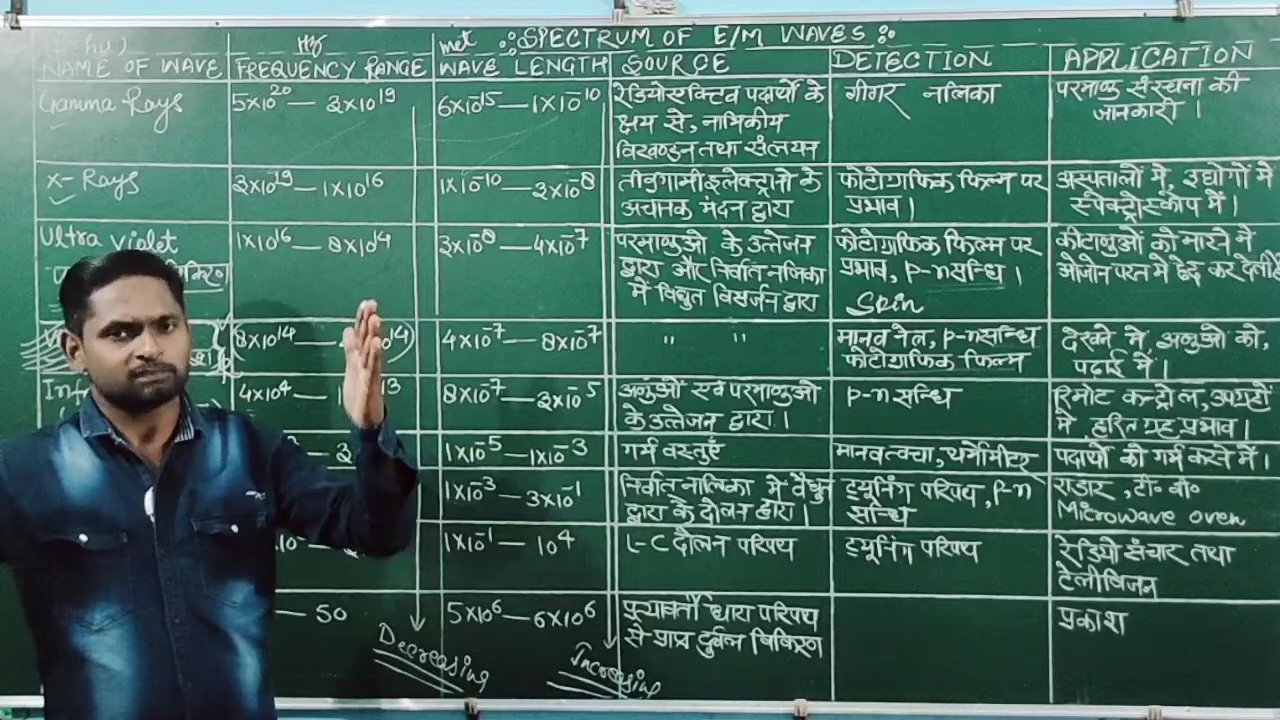 (E=hν) Hz met ∴ SPECTRUM OF E/M WAVES ∴
NAME OF WAVE FREQUENCY RANGE WAVE LENGTH SOURCE DETECTION APPLICATION
Gamma Rays 5×10²⁰ — 3×10¹⁹ 6×10⁻¹⁵ — 1×10⁻¹⁰ रेडियोएक्टिव पदार्थो के गीगर नलिका परमाणु संरचना की
क्षय से, नाभिकीय जानकारी ।
विखण्डन तथा संलयन
X- Rays 3×10¹⁹ — 1×10¹⁶ 1×10⁻¹⁰ — 3×10⁻⁸ तीव्रगामी इलेक्ट्रानो के फोटोग्राफिक फिल्म पर अस्पतालों में, उद्योगों में
अचानक मंदन द्वारा प्रभाव । स्पेक्ट्रोस्कोप में ।
Ultra violet 1×10¹⁶ — 8×10¹⁴ 3×10⁻⁸ — 4×10⁻⁷ परमाणुओ के उत्तेजन फोटोग्राफिक फिल्म पर कीटाणुओं को मारने में
द्वारा और निर्वात नलिका प्रभाव, p-n सन्धि । ओजोन परत मे छेद कर देती है
में विद्युत विसर्जन द्वारा Skin
8×10¹⁴ — 10¹⁴) 4×10⁻⁷ — 8×10⁻⁷ " " मानव नेत्र, p-n सन्धि देखने मे, अणुओ को,
फोटोग्राफिक फिल्म पढ़ाई में ।
Inf 4×10⁴ — 13 8×10⁻⁷ — 3×10⁻⁵ अणुंओं एवं परमाणुओ p-n सन्धि रिमोट कन्ट्रोल, उपग्रहों
के उत्तेजन द्वारा । मे हरित गृह प्रभाव ।
— 3 1×10⁻⁵ — 1×10⁻³ गर्म वस्तुएँ मानव त्वचा, थर्मोमीटर पदार्थो को गर्म करने में ।
1×10⁻³ — 3×10⁻¹ निर्वात नालिका मे वैधुत ट्यूनिंग परिपथ, P-n राडार, टी॰ वी॰
द्वारा के दोलन द्वारा । सन्धि Microwave oven
1×10⁻¹ — 10⁴ L-C दोलन परिपथ ट्यूनिंग परिपथ रेडियो संचार तथा
टेलीविजन
— 50 5×10⁶ — 6×10⁶ प्रत्यावर्ती धारा परिपथ प्रकाश
से प्राप्त दुर्बल विकिरण
Decreasing Increasing